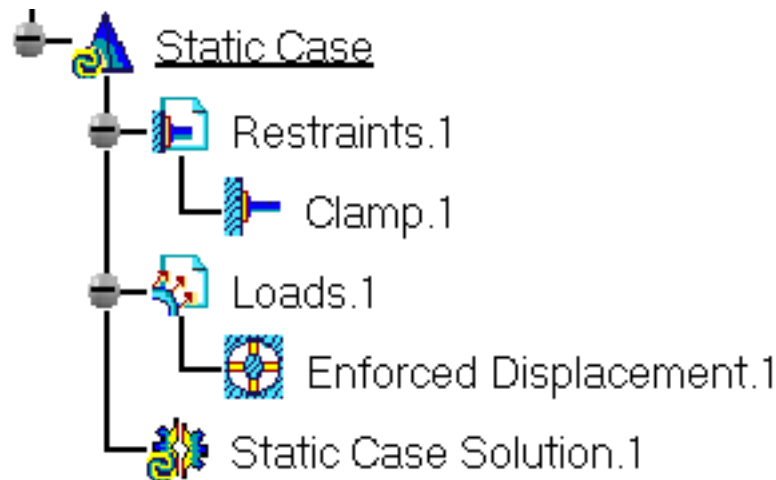 Static Case
Restraints.1
Clamp.1
Loads.1
Enforced Displacement.1
Static Case Solution.1